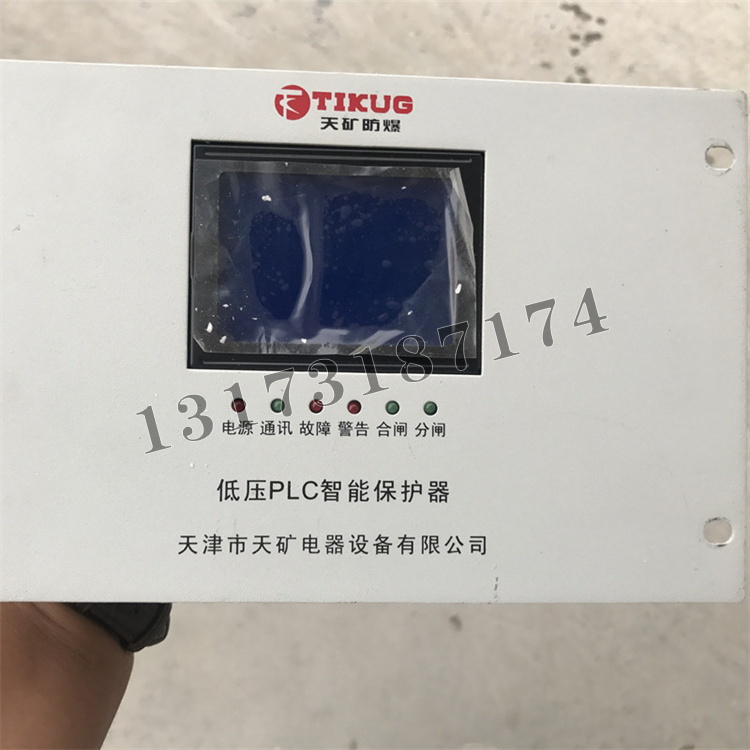 TIKUG
天矿防爆
13173187174
电源 通讯 故障 警告 合闸 分闸
低压PLC智能保护器
天津市天矿电器设备有限公司